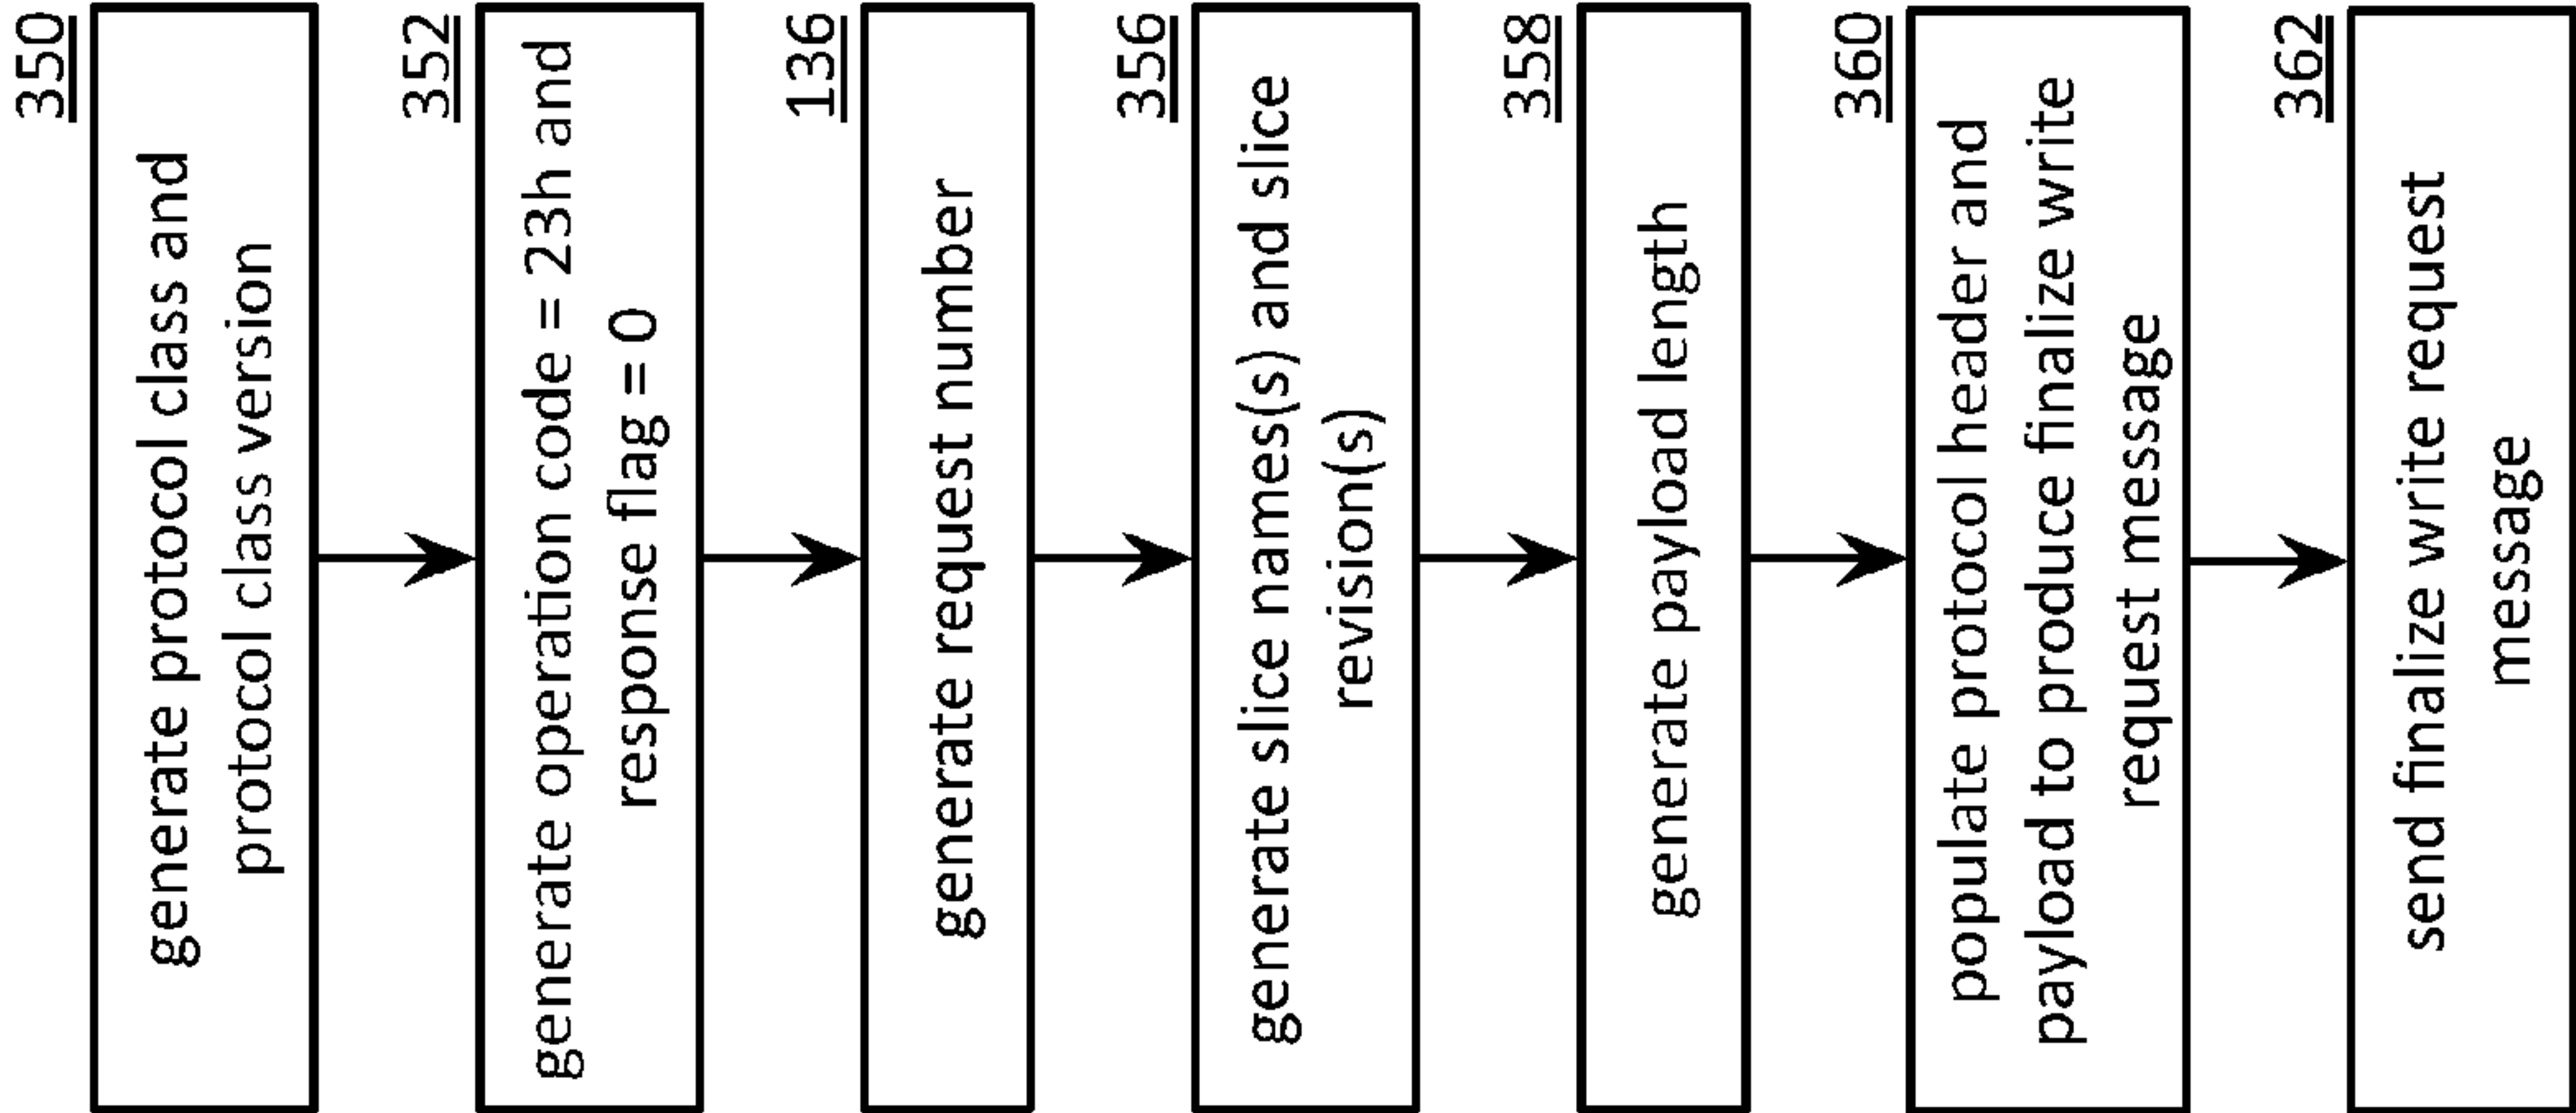 350
generate protocol class and
protocol class version
352
generate operation code = 23h and
response flag = 0
136
generate request number
356
generate slice names(s) and slice
revision(s)
358
generate payload length
360
populate protocol header and
payload to produce finalize write
request message
362
send finalize write request
message